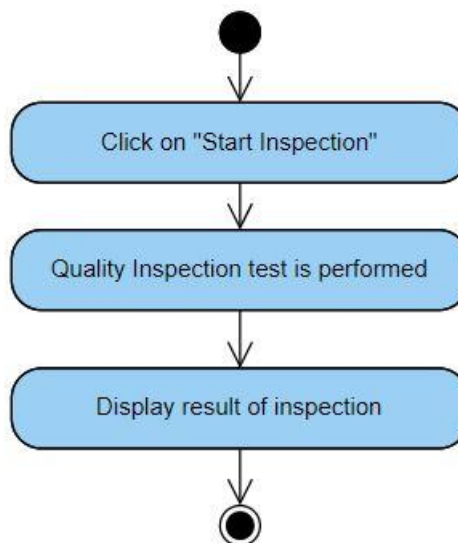 Click on "Start Inspection"
Quality Inspection test is performed
Display result of inspection